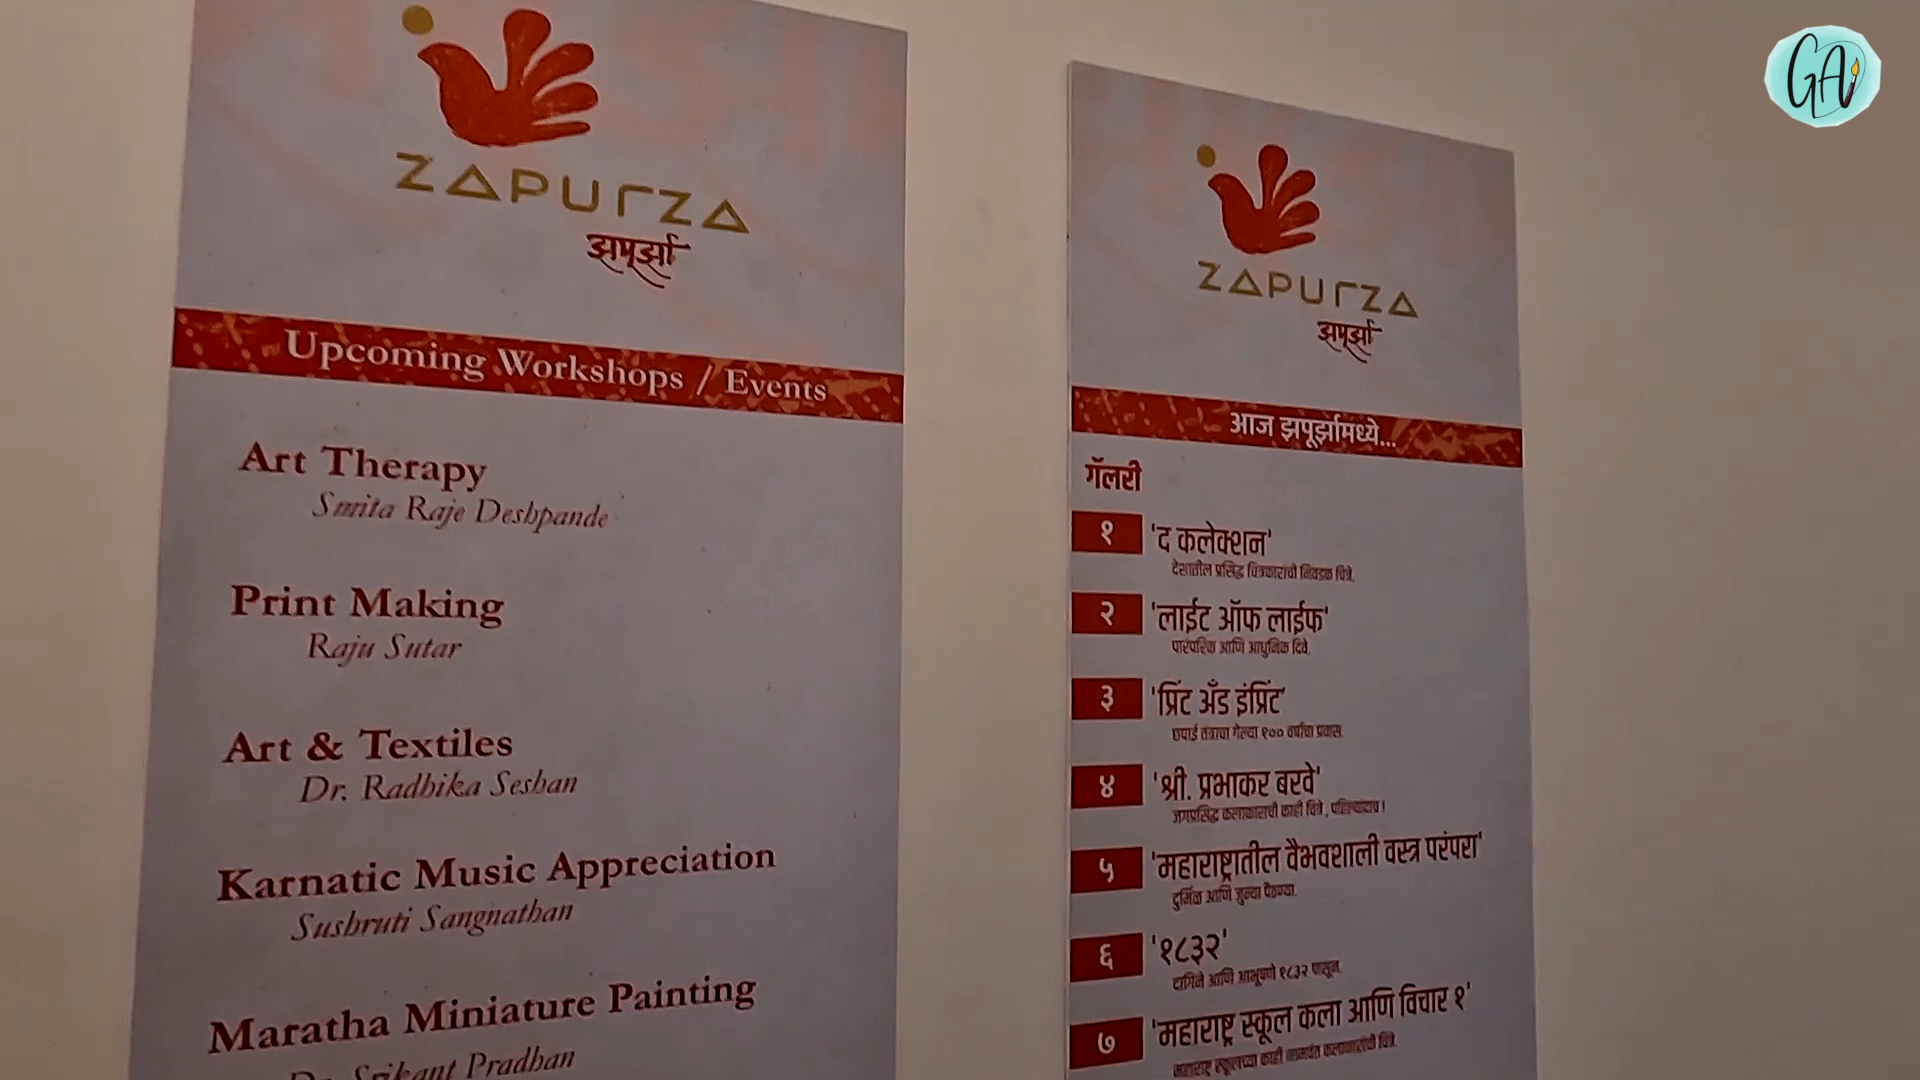 ZAPURZA
झपूर्झा
Upcoming Workshops / Events
Art Therapy
Smita Raje Deshpande
Print Making
Raju Sutar
Art & Textiles
Dr. Radhika Seshan
Karnatic Music Appreciation
Sushruti Sangnathan
Maratha Miniature Painting
Dr. Srikant Pradhan
ZAPURZA
झपूर्झा
आज झपूर्झामध्ये...
गॅलरी
१ 'द कलेक्शन'
देशातील प्रसिद्ध चित्रकारांची निवडक चित्रे.
२ 'लाईट ऑफ लाईफ'
पारंपरिक आणि आधुनिक दिवे.
३ 'प्रिंट अँड इंप्रिंट'
छपाई तंत्राचा गेल्या १०० वर्षांचा प्रवास.
४ 'श्री. प्रभाकर बरवे'
जगप्रसिद्ध कलाकाराची काही चित्रे, पहिल्यांदाच !
५ 'महाराष्ट्रातील वैभवशाली वस्त्र परंपरा'
दुर्मिळ आणि जुन्या पैठण्या.
६ '१८३२'
दागिने आणि आभूषणे १८३२ पासून.
७ 'महाराष्ट्र स्कूल कला आणि विचार १'
महाराष्ट्र स्कूलच्या काही नामवंत कलाकारांची चित्रे.
GA